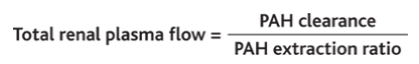 Total renal plasma flow = PAH clearance
PAH extraction ratio